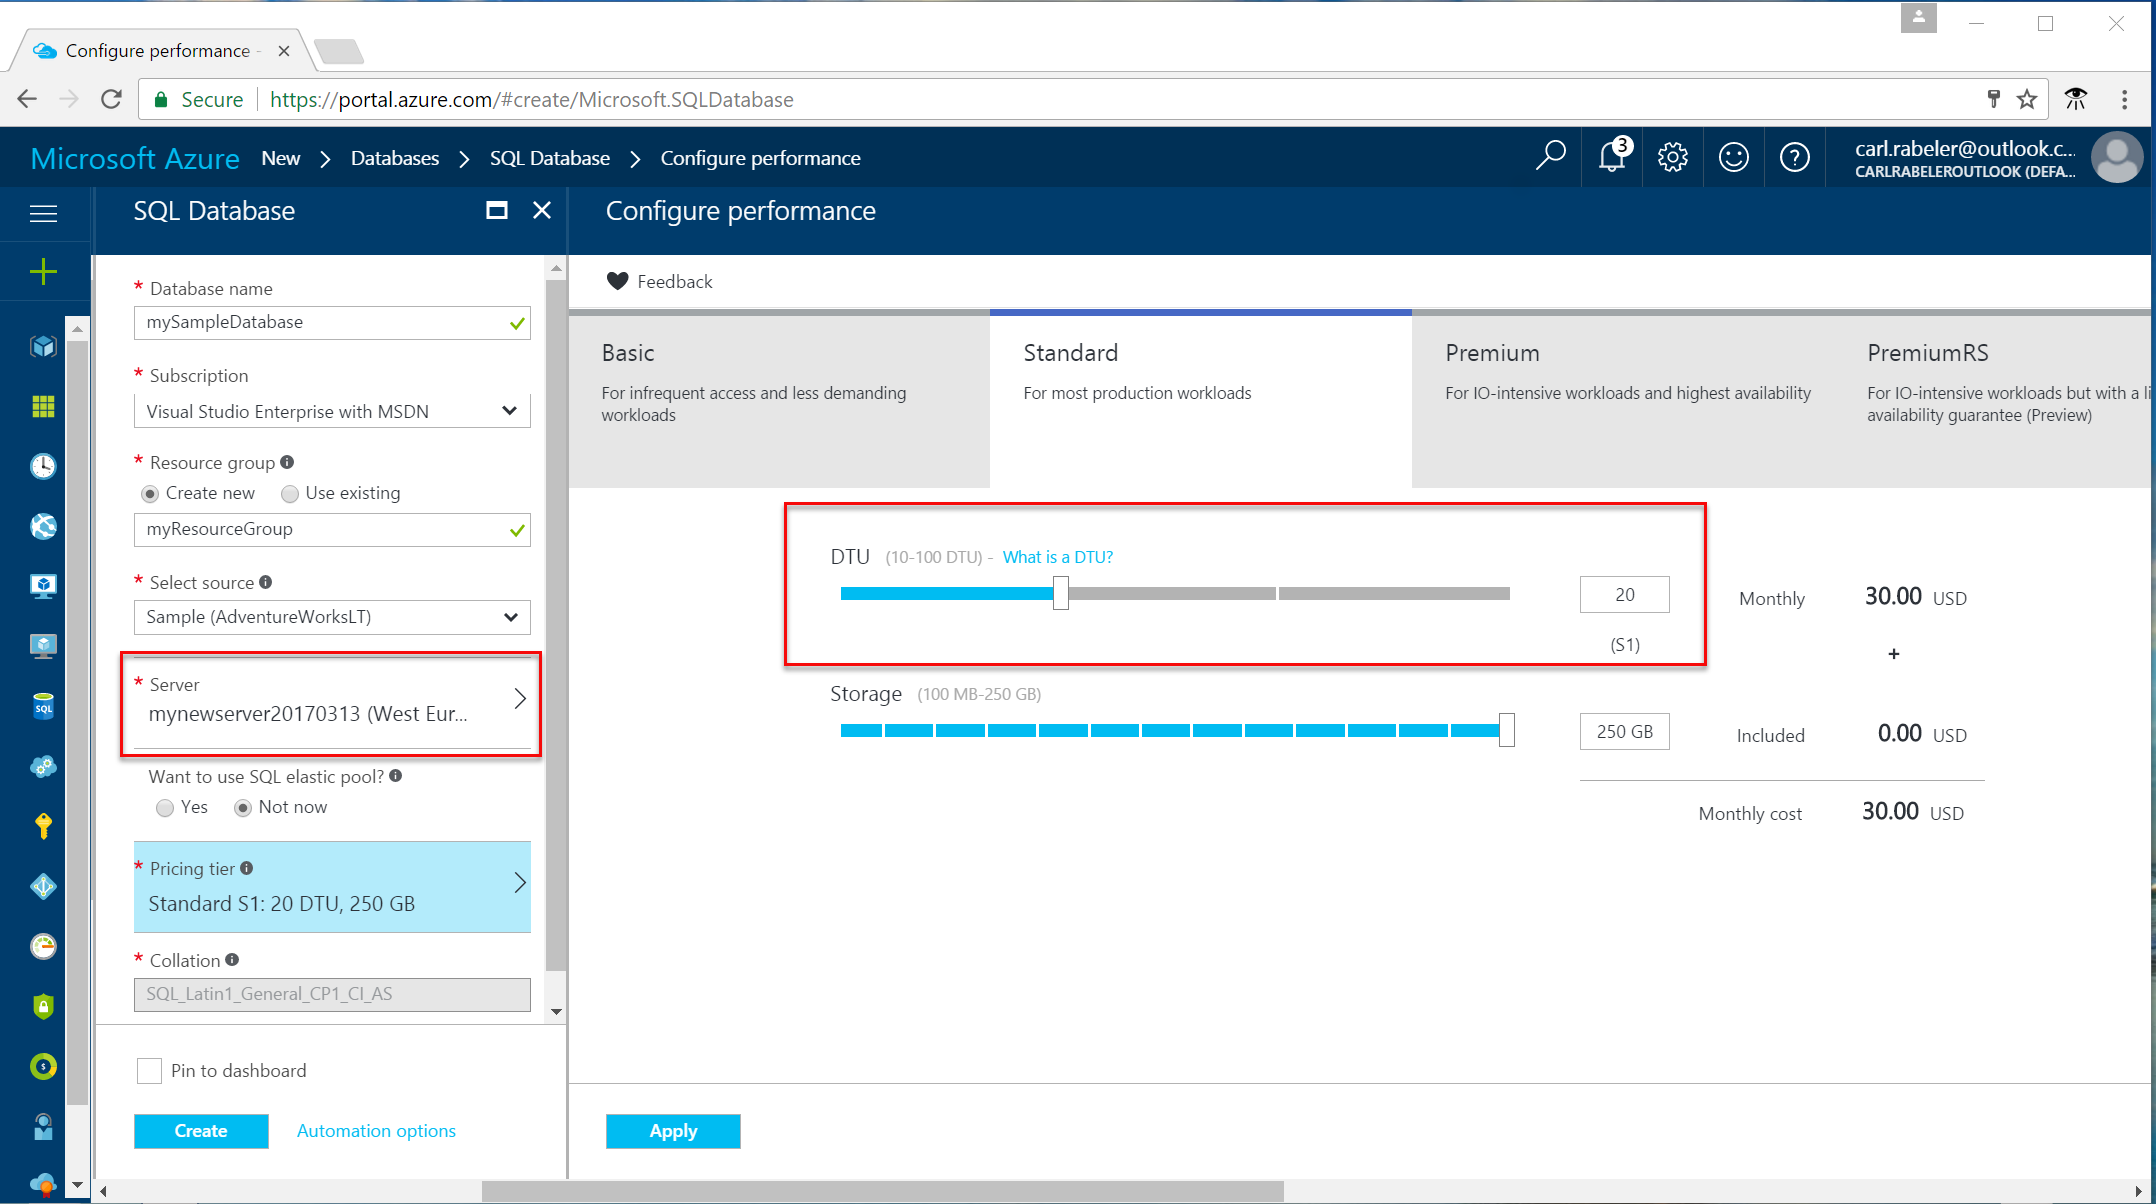 Configure performance -
Secure
https://portal.azure.com/#create/Microsoft.SQLDatabase
Microsoft Azure
New
Databases
SQL Database
Configure performance
3
carl.rabeler@outlook.c...
CARLRABELEROUTLOOK (DEFA...
SQL Database
* Database name
mySampleDatabase
* Subscription
Visual Studio Enterprise with MSDN
* Resource group
Create new
Use existing
myResourceGroup
* Select source
Sample (AdventureWorksLT)
* Server
mynewserver20170313 (West Eur...
Want to use SQL elastic pool?
Yes
Not now
* Pricing tier
Standard S1: 20 DTU, 250 GB
* Collation
SQL_Latin1_General_CP1_CI_AS
Pin to dashboard
Create
Automation options
SQL
Configure performance
Feedback
Basic
For infrequent access and less demanding
workloads
Standard
For most production workloads
Premium
For IO-intensive workloads and highest availability
PremiumRS
For IO-intensive workloads but with a li
availability guarantee (Preview)
DTU (10-100 DTU) - What is a DTU?
20
(S1)
Monthly 30.00 USD
+
Storage (100 MB-250 GB)
250 GB
Included 0.00 USD
Monthly cost 30.00 USD
Apply